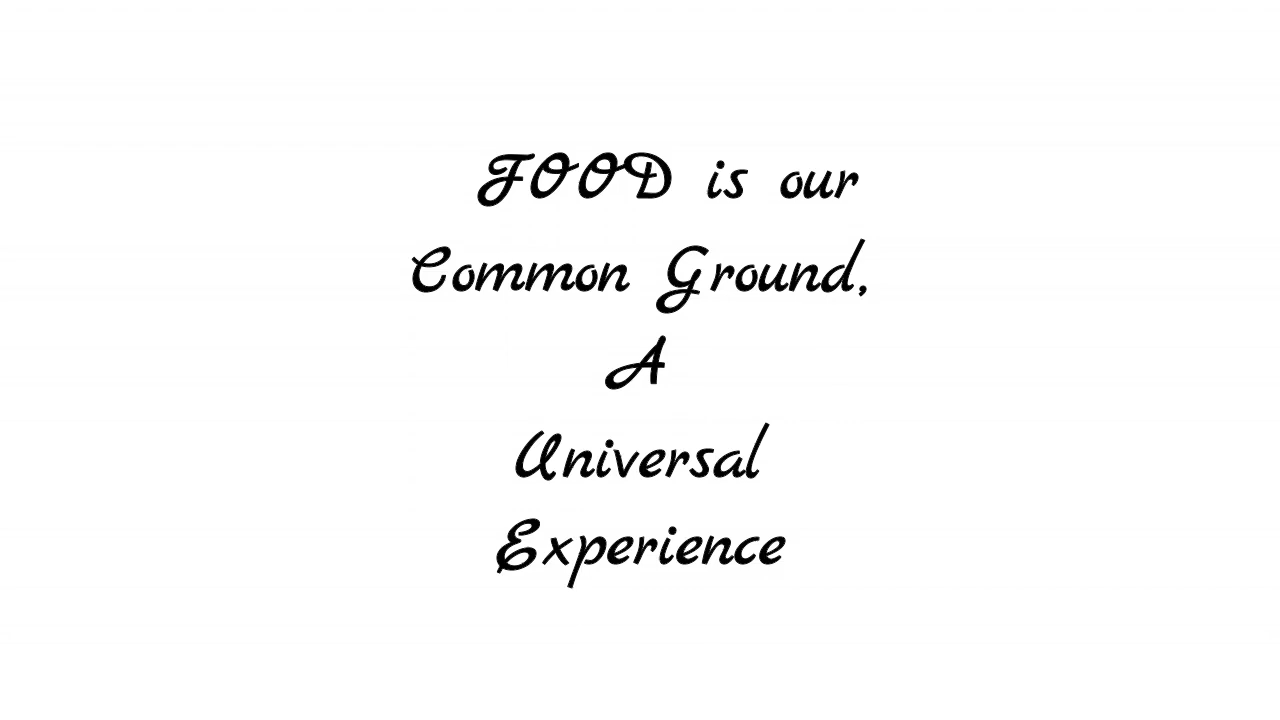 FOOD is our
Common Ground,
A
Universal
Experience